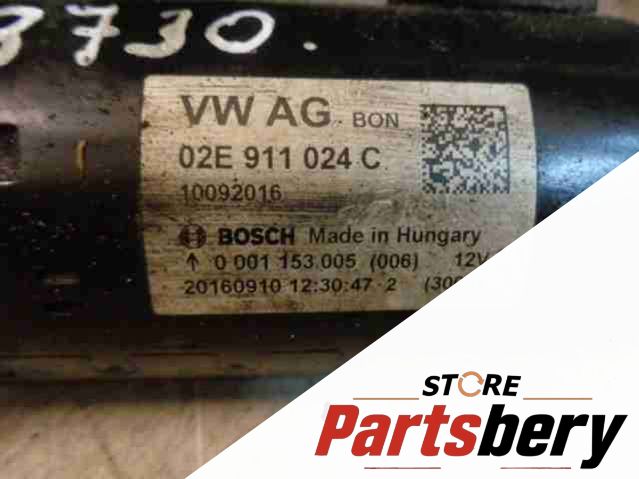 3730.
VW AG BON
02E 911 024 C
10092016
BOSCH Made in Hungary
↑ 0 001 153 005 (006) 12V
20160910 12:30:47 2
STORE
Partsbery